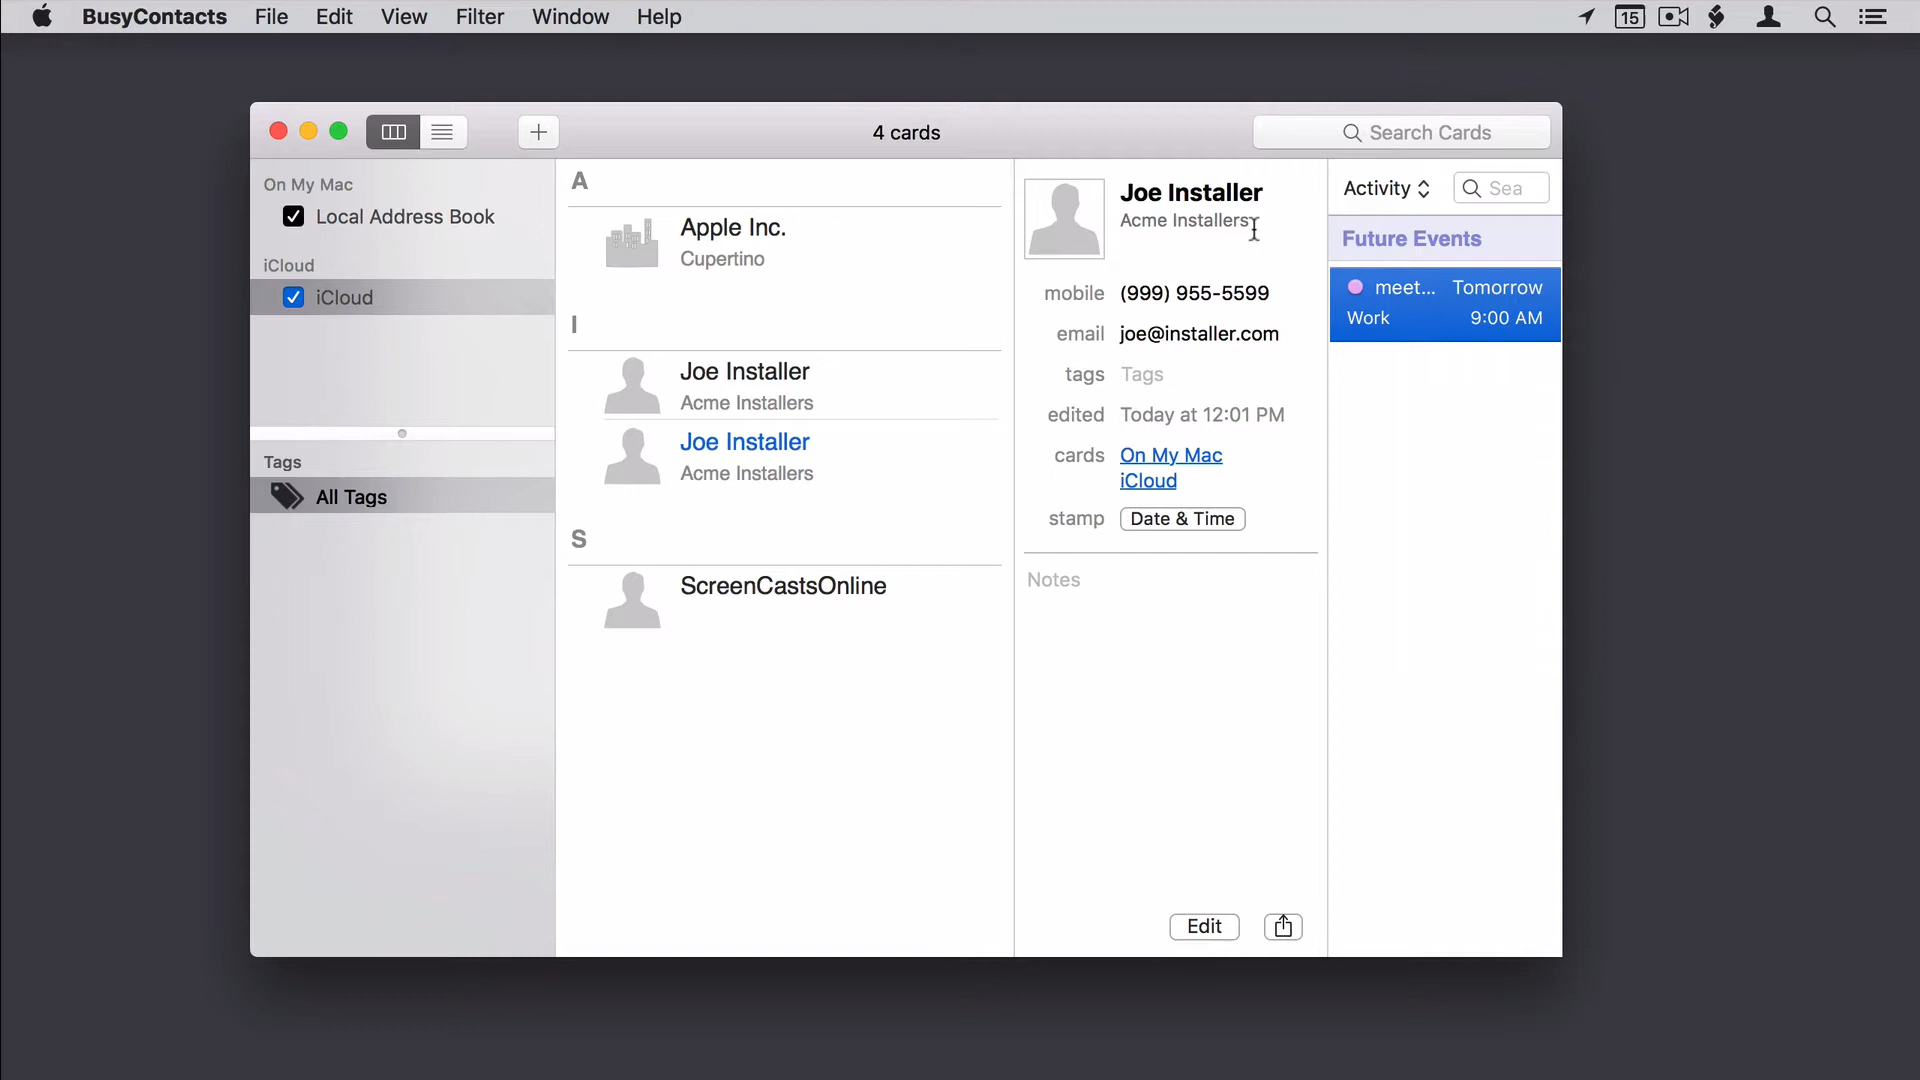 BusyContacts File Edit View Filter Window Help 15
4 cards
Search Cards
On My Mac
Local Address Book
iCloud
iCloud
Tags
All Tags
A
Apple Inc.
Cupertino
I
Joe Installer
Acme Installers
Joe Installer
Acme Installers
S
ScreenCastsOnline
Joe Installer
Acme Installers
mobile (999) 955-5599
email joe@installer.com
tags Tags
edited Today at 12:01 PM
cards On My Mac
iCloud
stamp Date & Time
Notes
Edit
Activity Sea
Future Events
meet... Tomorrow
Work 9:00 AM